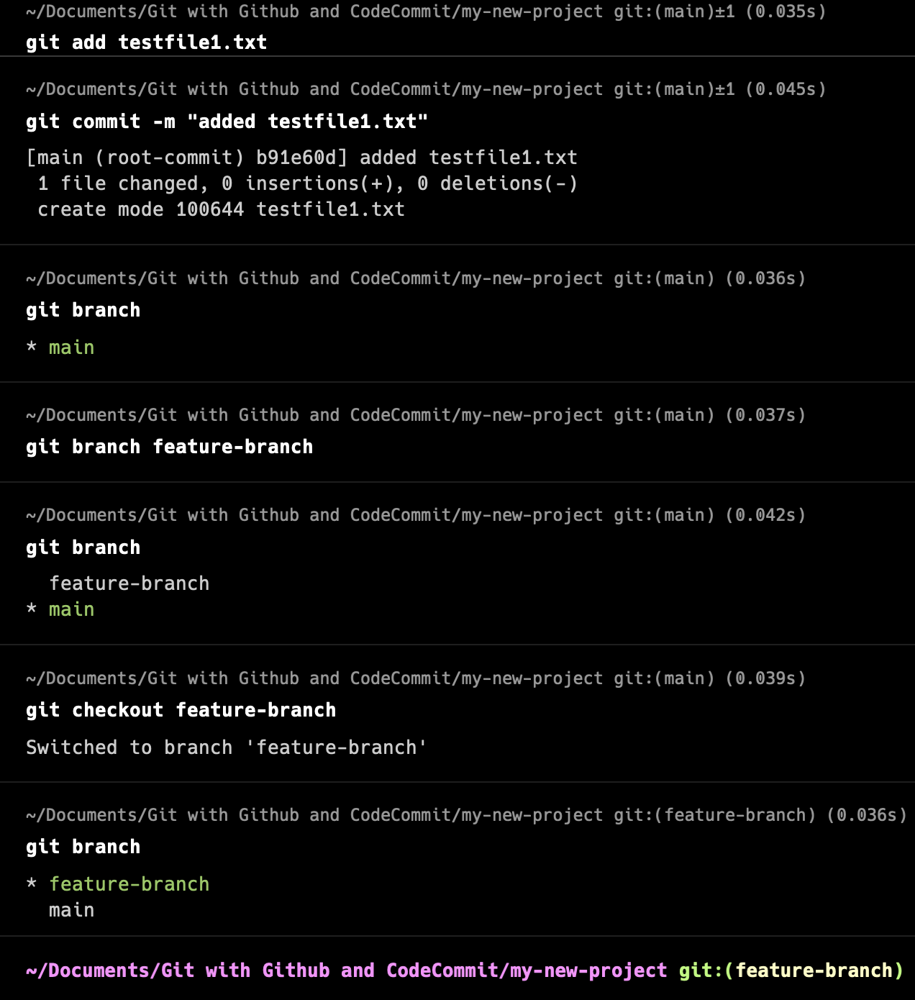 ~/Documents/Git with Github and CodeCommit/my-new-project git:(main)±1 (0.035s)
git add testfile1.txt
~/Documents/Git with Github and CodeCommit/my-new-project git:(main)±1 (0.045s)
git commit -m "added testfile1.txt"
[main (root-commit) b91e60d] added testfile1.txt
 1 file changed, 0 insertions(+), 0 deletions(-)
 create mode 100644 testfile1.txt
~/Documents/Git with Github and CodeCommit/my-new-project git:(main) (0.036s)
git branch
* main
~/Documents/Git with Github and CodeCommit/my-new-project git:(main) (0.037s)
git branch feature-branch
~/Documents/Git with Github and CodeCommit/my-new-project git:(main) (0.042s)
git branch
  feature-branch
* main
~/Documents/Git with Github and CodeCommit/my-new-project git:(main) (0.039s)
git checkout feature-branch
Switched to branch 'feature-branch'
~/Documents/Git with Github and CodeCommit/my-new-project git:(feature-branch) (0.036s)
git branch
* feature-branch
  main
~/Documents/Git with Github and CodeCommit/my-new-project git:(feature-branch)